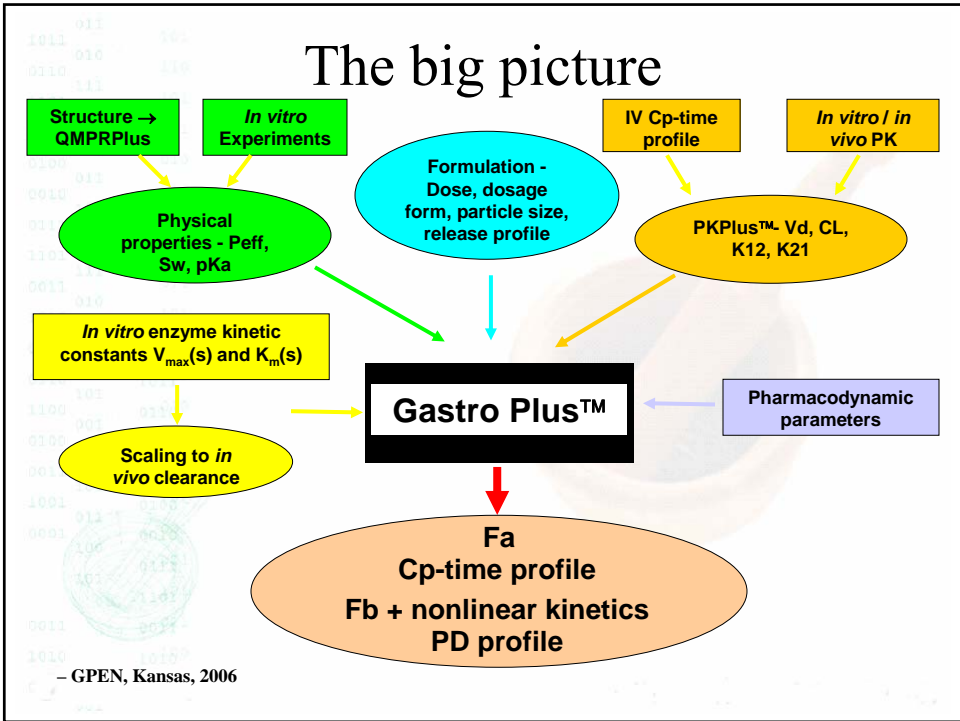 The big picture
Structure →
QMPRPlus
In vitro
Experiments
Formulation -
Dose, dosage
form, particle size,
release profile
IV Cp-time
profile
In vitro / in
vivo PK
Physical
properties - Peff,
Sw, pKa
PKPlus™- Vd, CL,
K12, K21
In vitro enzyme kinetic
constants Vmax(s) and Km(s)
Scaling to in
vivo clearance
Gastro Plus™
Pharmacodynamic
parameters
Fa
Cp-time profile
Fb + nonlinear kinetics
PD profile
– GPEN, Kansas, 2006